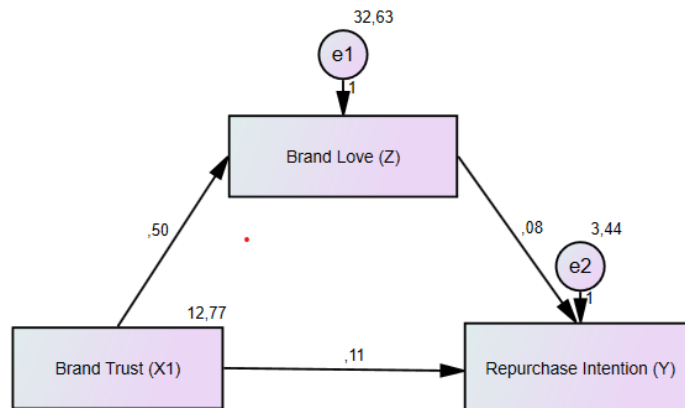 32,63
e1
1
Brand Love (Z)
,50
,08
3,44
e2
1
12,77
Brand Trust (X1)
,11
Repurchase Intention (Y)